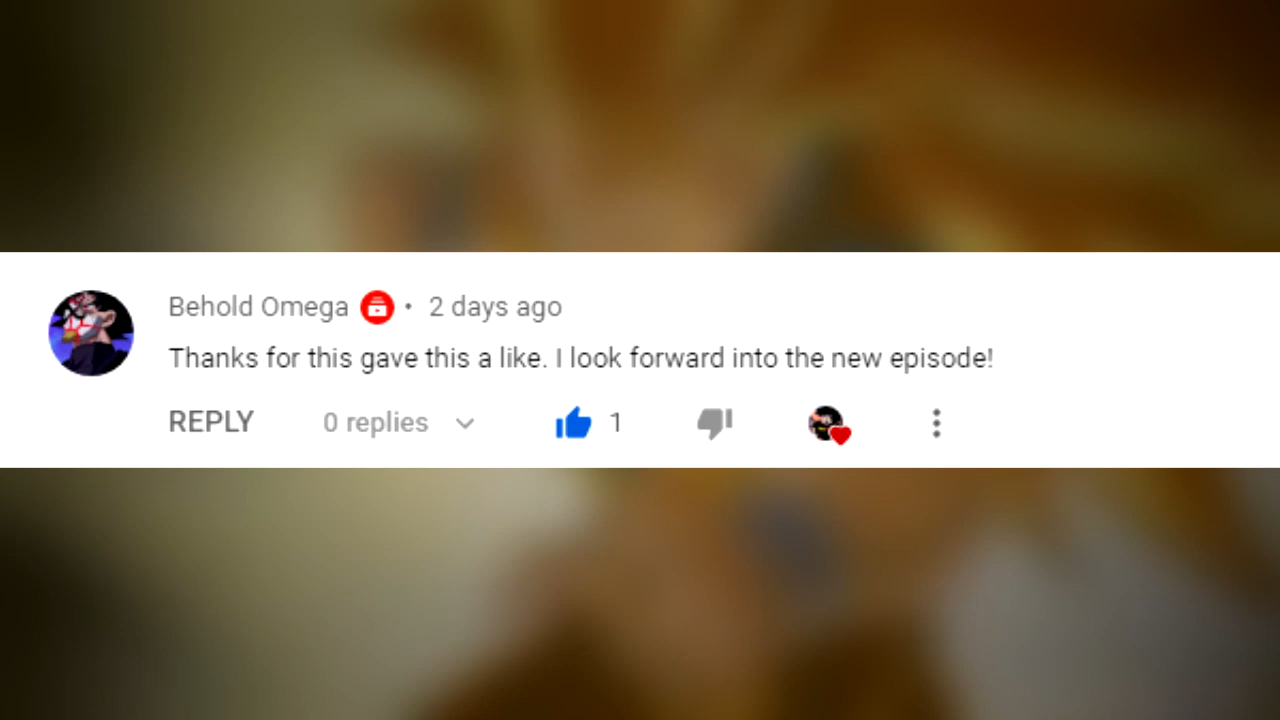 Behold Omega • 2 days ago
Thanks for this gave this a like. I look forward into the new episode!
REPLY 0 replies 1